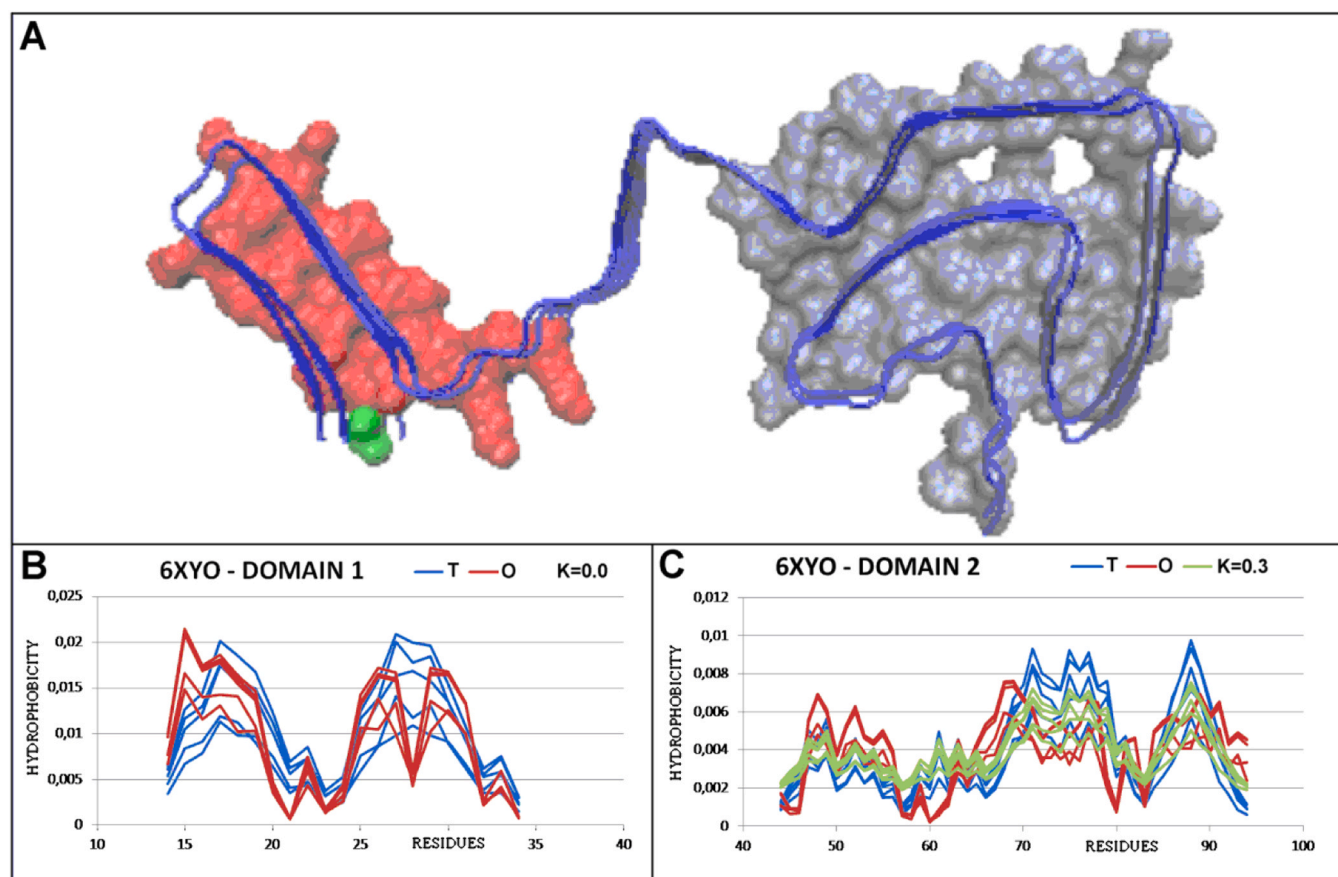 A
B
6XYO - DOMAIN 1
T
O
K=0.0
HYDROPHOBICITY
0,025
0,02
0,015
0,01
0,005
0
10
15
20
25
30
35
40
RESIDUES
C
6XYO - DOMAIN 2
T
O
K=0.3
HYDROPHOBICITY
0,012
0,01
0,008
0,006
0,004
0,002
0
40
50
60
70
80
90
100
RESIDUES